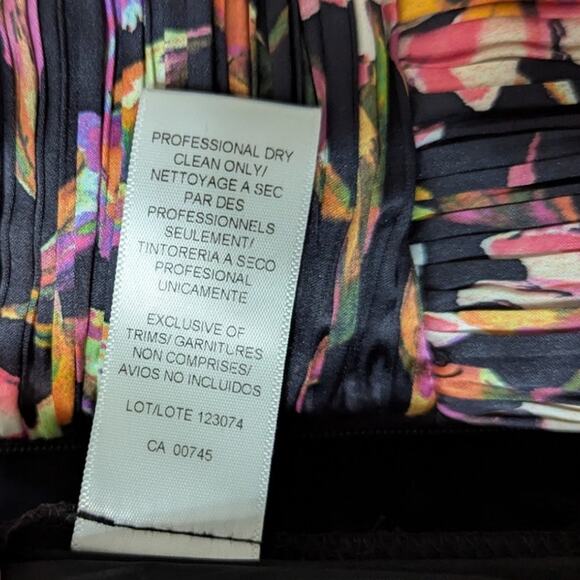 PROFESSIONAL DRY
CLEAN ONLY/
NETTOYAGE A SEC
PAR DES
PROFESSIONNELS
SEULEMENT/
TINTORERIA A SECO
PROFESIONAL
UNICAMENTE
EXCLUSIVE OF
TRIMS/ GARNITURES
NON COMPRISES/
AVIOS NO INCLUIDOS
LOT/LOTE 123074
CA 00745